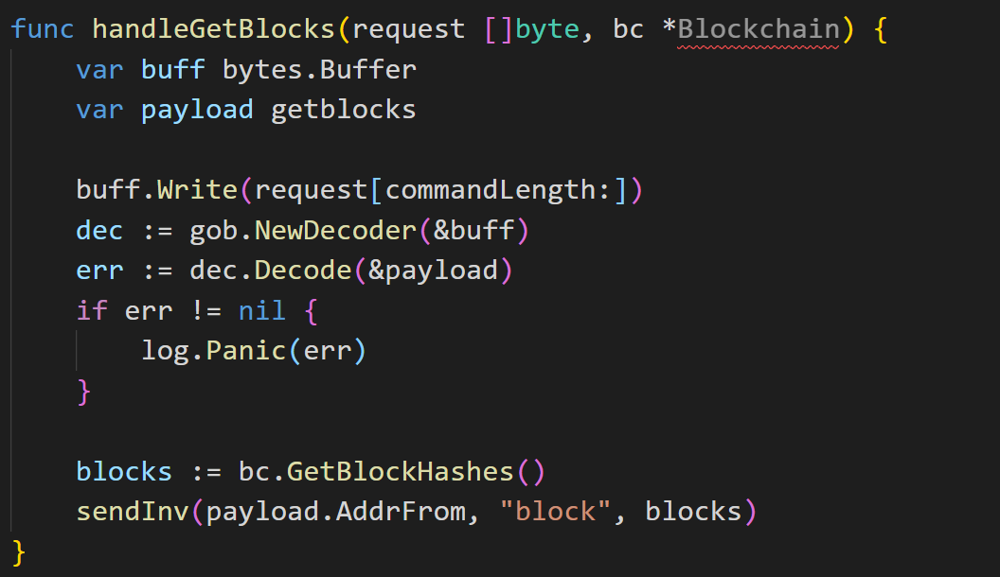 func handleGetBlocks(request []byte, bc *Blockchain) {
    var buff bytes.Buffer
    var payload getblocks

    buff.Write(request[commandLength:])
    dec := gob.NewDecoder(&buff)
    err := dec.Decode(&payload)
    if err != nil {
        log.Panic(err)
    }

    blocks := bc.GetBlockHashes()
    sendInv(payload.AddrFrom, "block", blocks)
}